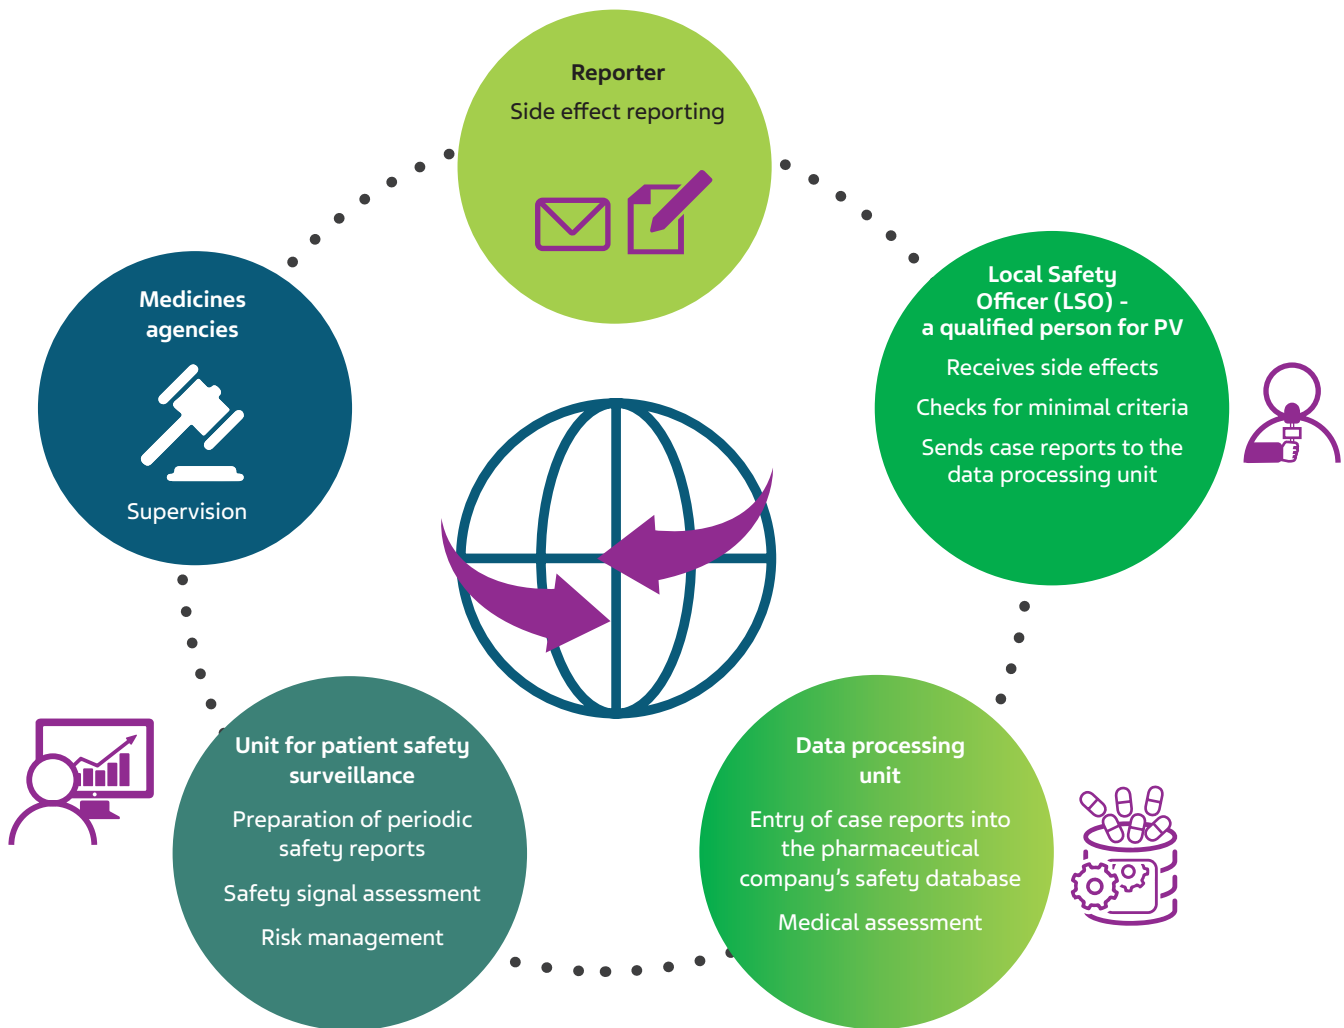 Reporter
Side effect reporting
Local Safety
Officer (LSO) -
a qualified person for PV
Receives side effects
Checks for minimal criteria
Sends case reports to the
data processing unit
Data processing
unit
Entry of case reports into
the pharmaceutical
company's safety database
Medical assessment
Unit for patient safety
surveillance
Preparation of periodic
safety reports
Safety signal assessment
Risk management
Medicines
agencies
Supervision